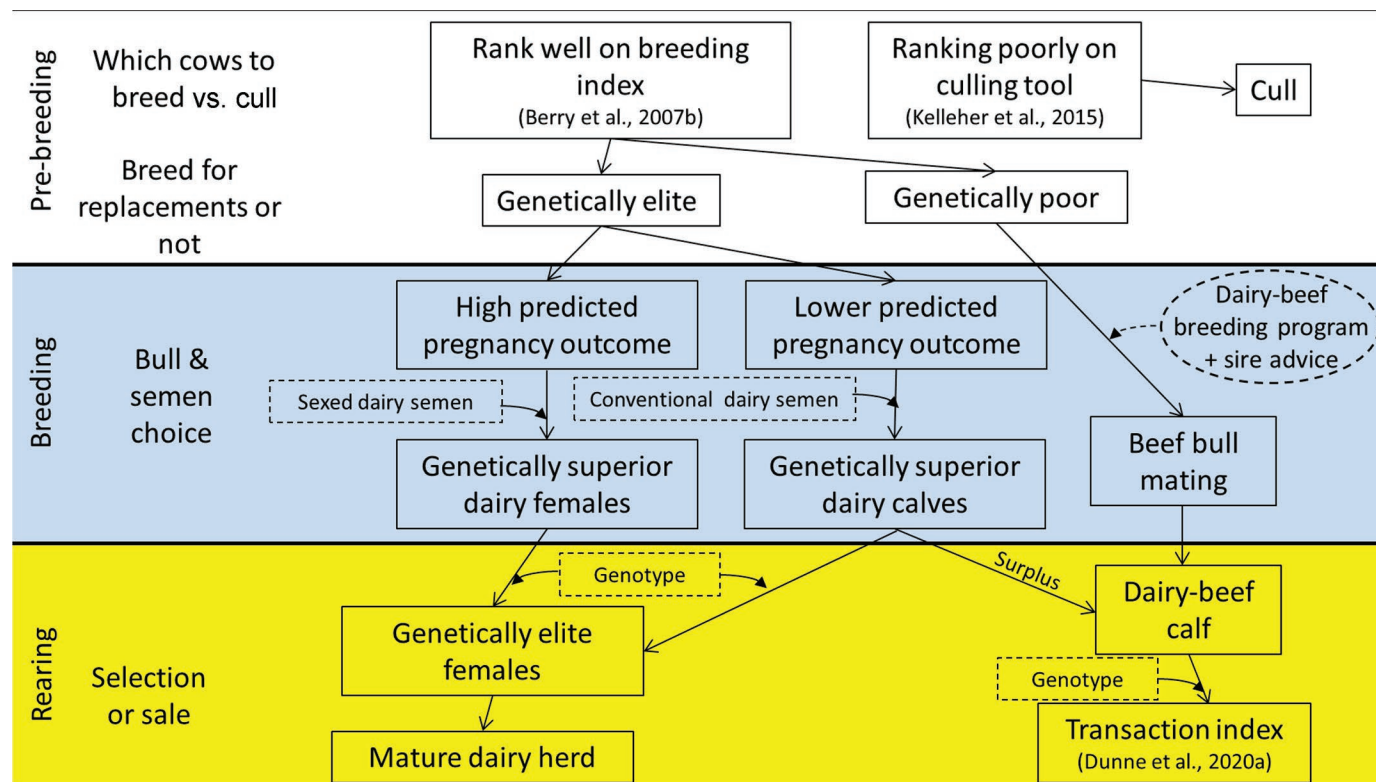 Pre-breeding
Which cows to
breed vs. cull
Rank well on breeding
index
(Berry et al., 2007b)
Ranking poorly on
culling tool
(Kelleher et al., 2015)
Cull
Breed for
replacements or
not
Genetically elite
Genetically poor
Breeding
Bull &
semen
choice
High predicted
pregnancy outcome
Lower predicted
pregnancy outcome
Dairy-beef
breeding program
+ sire advice
Sexed dairy semen
Conventional dairy semen
Genetically superior
dairy females
Genetically superior
dairy calves
Beef bull
mating
Rearing
Selection
or sale
Genotype
Surplus
Genetically elite
females
Dairy-beef
calf
Genotype
Mature dairy herd
Transaction index
(Dunne et al., 2020a)